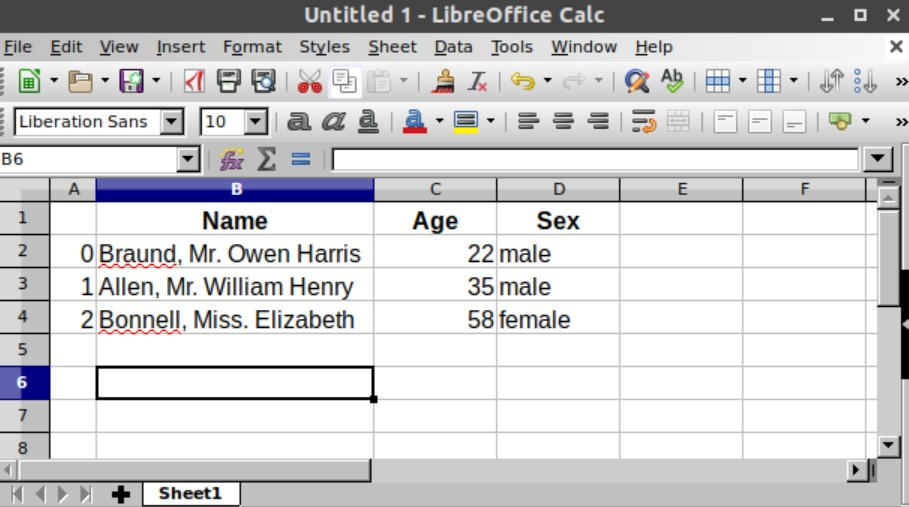 Untitled 1 - LibreOffice Calc
File Edit View Insert Format Styles Sheet Data Tools Window Help
Liberation Sans 10
B6
A B C D E F
1 Name Age Sex
2 0 Braund, Mr. Owen Harris 22 male
3 1 Allen, Mr. William Henry 35 male
4 2 Bonnell, Miss. Elizabeth 58 female
5
6
7
8
Sheet1